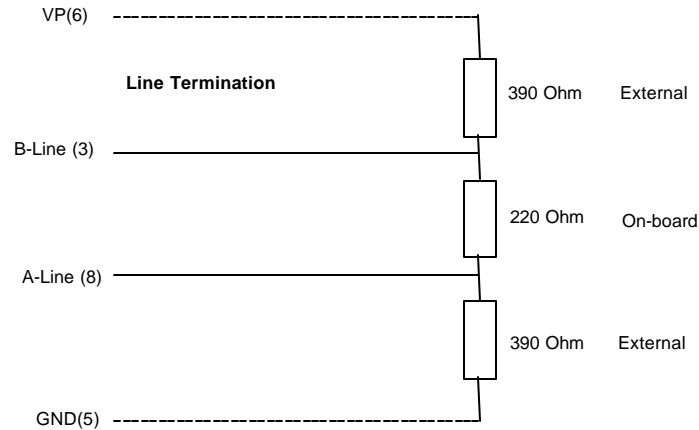 VP(6)
Line Termination
390 Ohm External
B-Line (3)
220 Ohm On-board
A-Line (8)
390 Ohm External
GND(5)